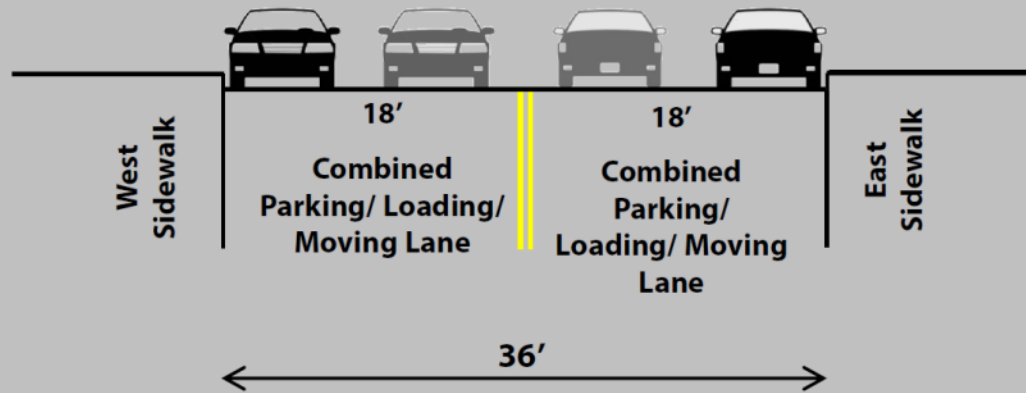 18’
18’
West
Sidewalk
Combined
Parking/ Loading/
Moving Lane
Combined
Parking/
Loading/ Moving
Lane
East
Sidewalk
36’